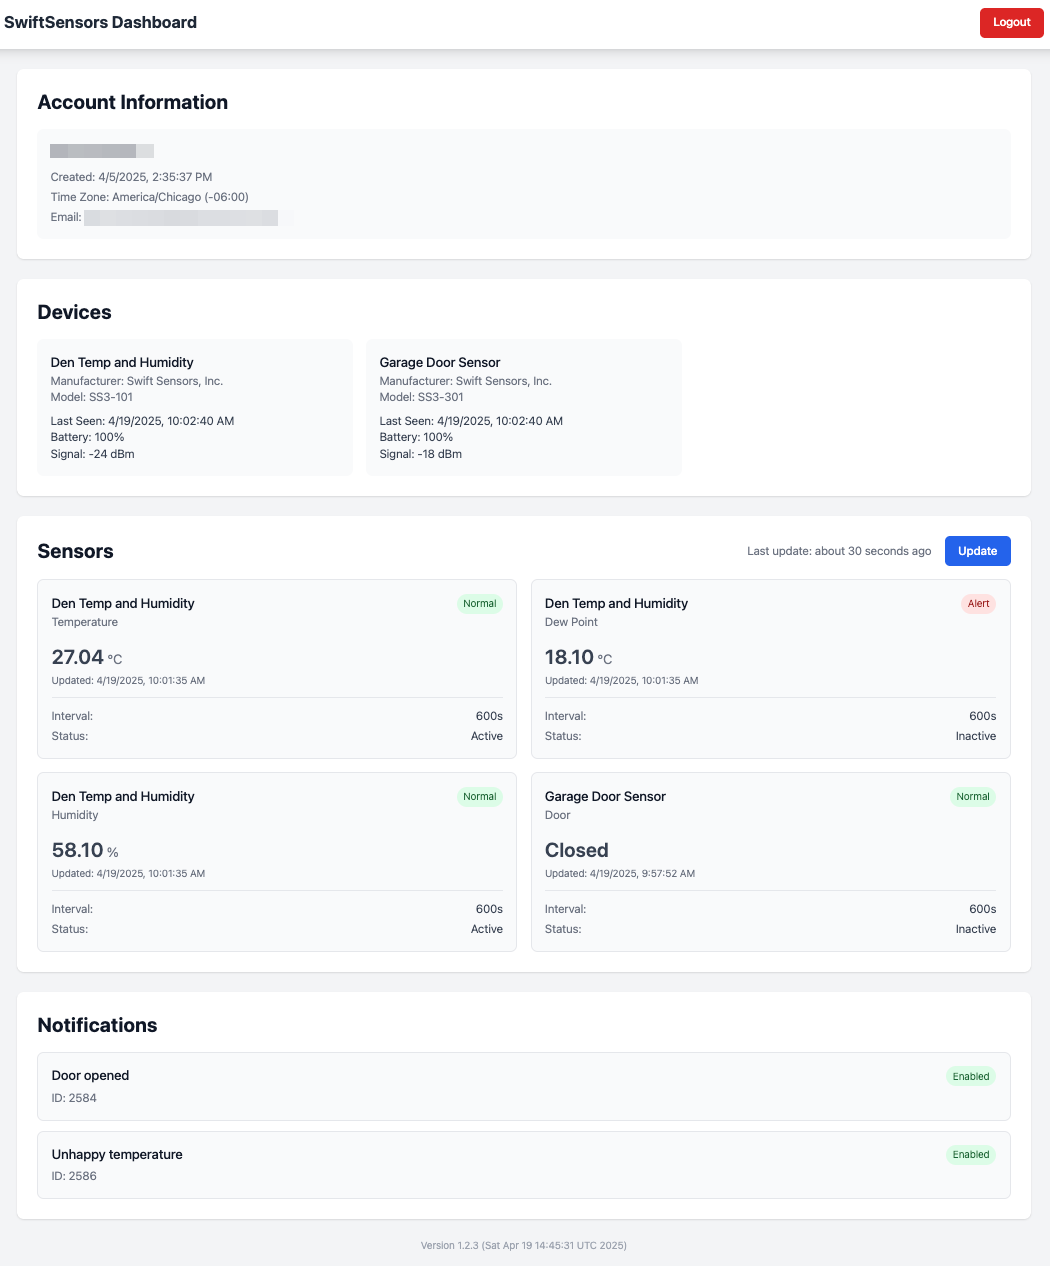 SwiftSensors Dashboard
Logout
Account Information
Created: 4/5/2025, 2:35:37 PM
Time Zone: America/Chicago (-06:00)
Email:
Devices
Den Temp and Humidity
Manufacturer: Swift Sensors, Inc.
Model: SS3-101
Last Seen: 4/19/2025, 10:02:40 AM
Battery: 100%
Signal: -24 dBm
Garage Door Sensor
Manufacturer: Swift Sensors, Inc.
Model: SS3-301
Last Seen: 4/19/2025, 10:02:40 AM
Battery: 100%
Signal: -18 dBm
Sensors
Last update: about 30 seconds ago
Update
Den Temp and Humidity
Normal
Temperature
27.04 °C
Updated: 4/19/2025, 10:01:35 AM
Interval: 600s
Status: Active
Den Temp and Humidity
Alert
Dew Point
18.10 °C
Updated: 4/19/2025, 10:01:35 AM
Interval: 600s
Status: Inactive
Den Temp and Humidity
Normal
Humidity
58.10 %
Updated: 4/19/2025, 10:01:35 AM
Interval: 600s
Status: Active
Garage Door Sensor
Normal
Door
Closed
Updated: 4/19/2025, 9:57:52 AM
Interval: 600s
Status: Inactive
Notifications
Door opened
Enabled
ID: 2584
Unhappy temperature
Enabled
ID: 2586
Version 1.2.3 (Sat Apr 19 14:45:31 UTC 2025)